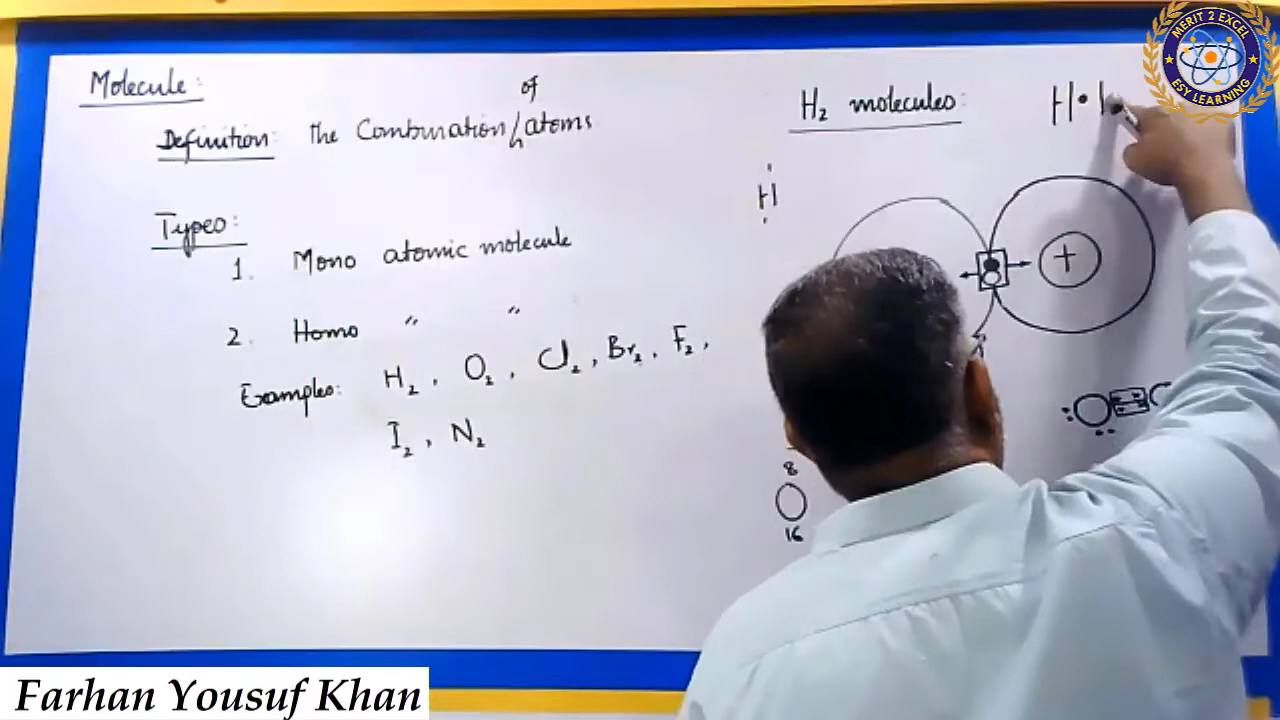 Molecule:
of
Definition: the Combination atoms
Types:
1. Mono atomic molecule
2. Homo " "
Examples: H₂, O₂, Cl₂, Br₂, F₂,
I₂, N₂
H₂ molecules:
H
+
8
O
16
MERIT 2 EXCEL
ESY LEARNING
Farhan Yousuf Khan